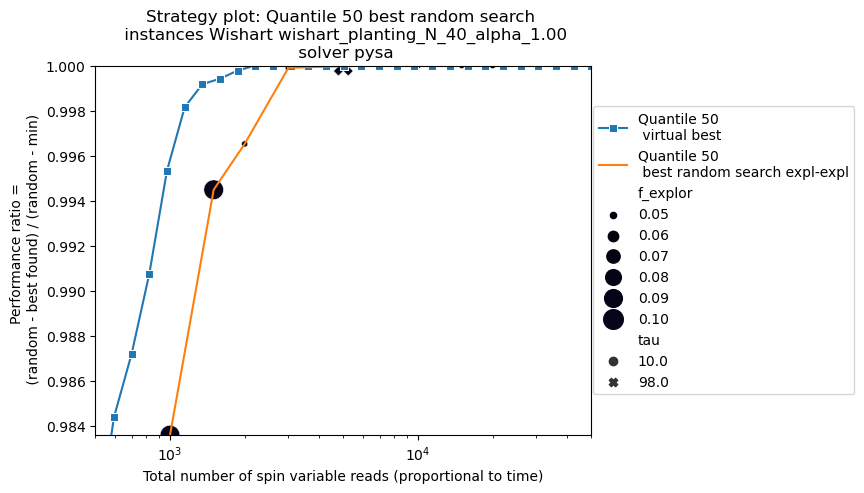 Strategy plot: Quantile 50 best random search
instances Wishart wishart_planting_N_40_alpha_1.00
solver pysa
1.000
0.998
0.996
0.994
0.992
0.990
0.988
0.986
0.984
Performance ratio =
(random - best found) / (random - min)
10³
10⁴
Total number of spin variable reads (proportional to time)
Quantile 50
virtual best
Quantile 50
best random search expl-expl
f_explor
0.05
0.06
0.07
0.08
0.09
0.10
tau
10.0
98.0